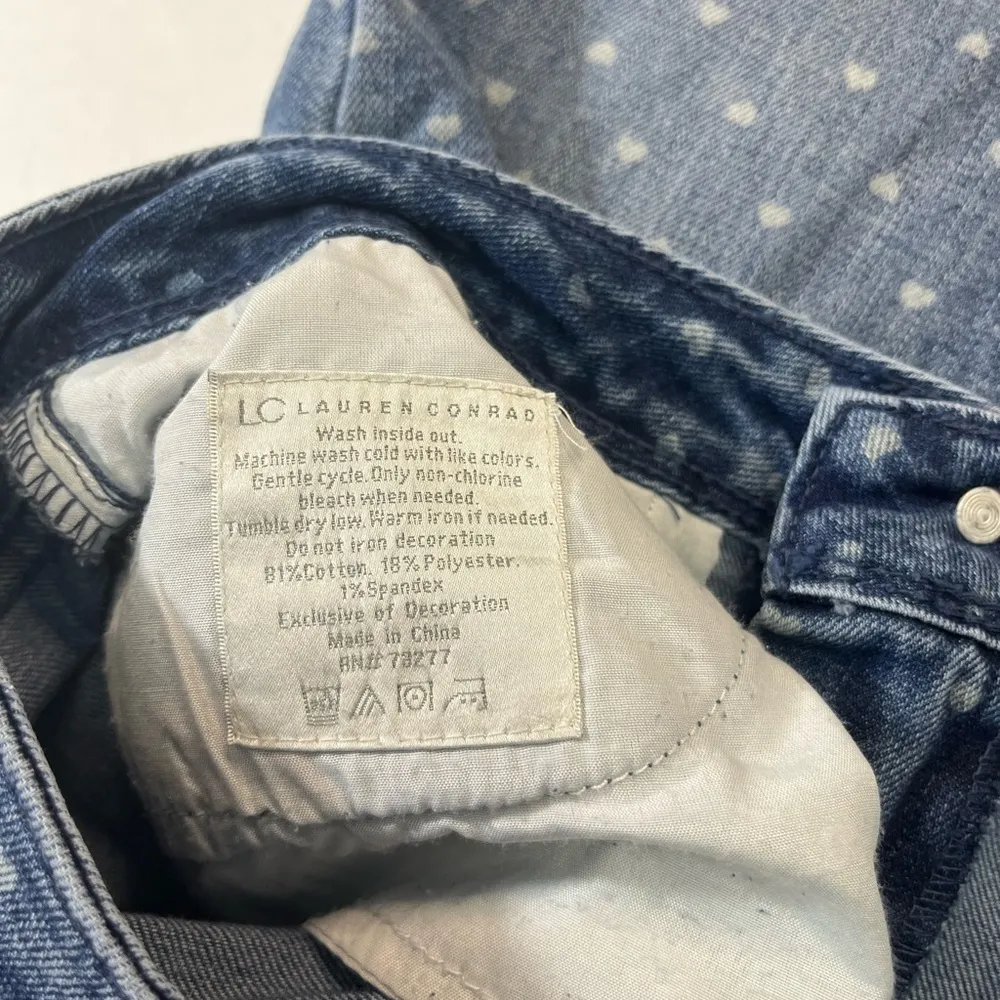 LC LAUREN CONRAD
Wash inside out.
Machine wash cold with like colors.
Gentle cycle. Only non-chlorine
bleach when needed.
Tumble dry low. Warm iron if needed.
Do not iron decoration
81% Cotton. 18% Polyester.
1% Spandex
Exclusive of Decoration
Made in China
RN# 73277